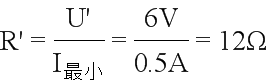 R' = U' / I最小 = 6V / 0.5A = 12Ω